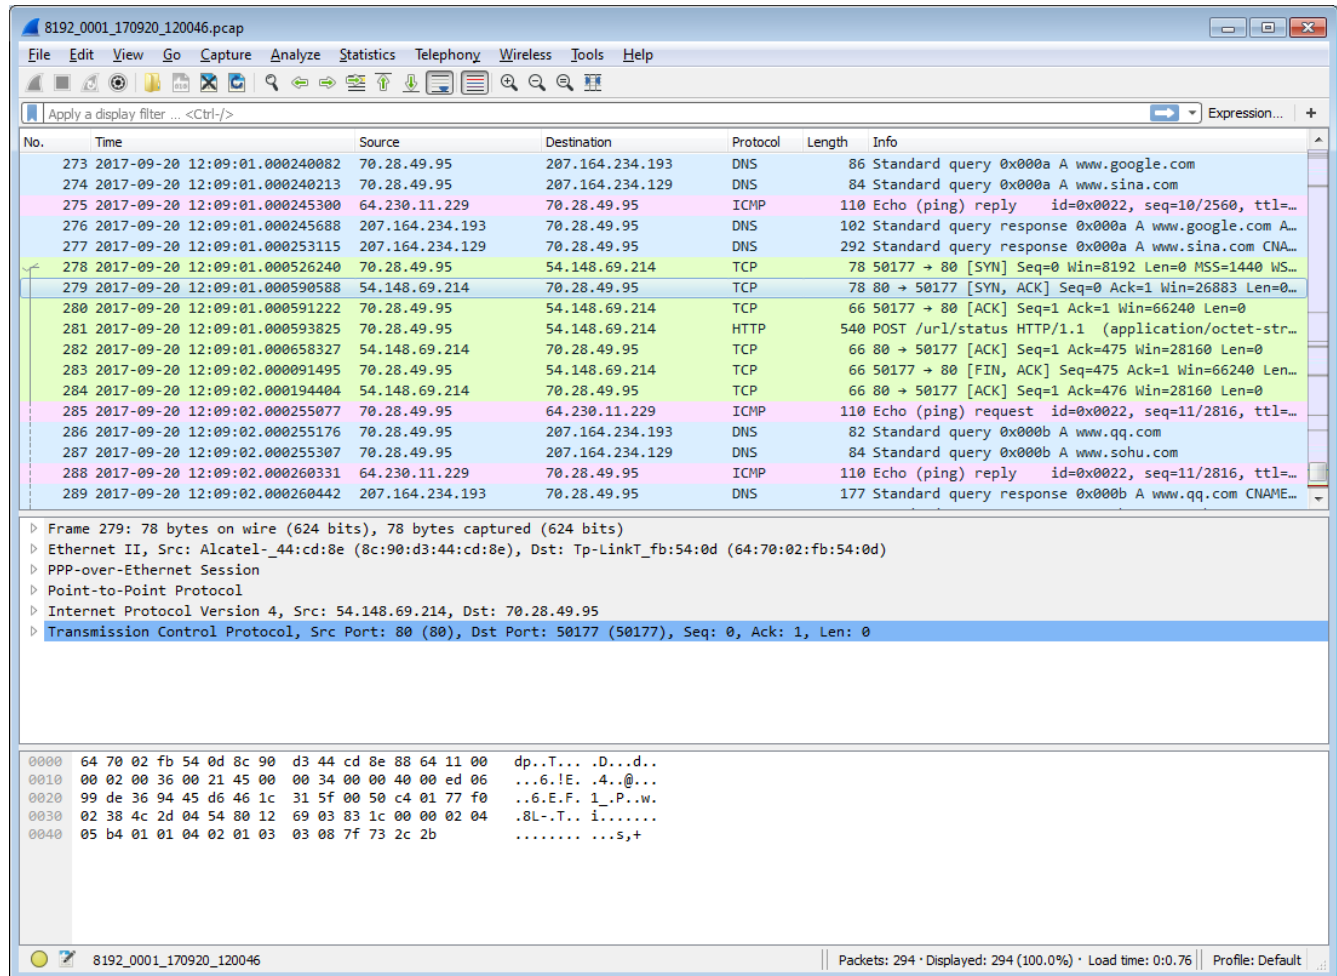 8192_0001_170920_120046.pcap
File Edit View Go Capture Analyze Statistics Telephony Wireless Tools Help
Apply a display filter ... <Ctrl-/> Expression... +
No. Time Source Destination Protocol Length Info
273 2017-09-20 12:09:01.000240082 70.28.49.95 207.164.234.193 DNS 86 Standard query 0x000a A www.google.com
274 2017-09-20 12:09:01.000240213 70.28.49.95 207.164.234.129 DNS 84 Standard query 0x000a A www.sina.com
275 2017-09-20 12:09:01.000245300 64.230.11.229 70.28.49.95 ICMP 110 Echo (ping) reply id=0x0022, seq=10/2560, ttl=…
276 2017-09-20 12:09:01.000245688 207.164.234.193 70.28.49.95 DNS 102 Standard query response 0x000a A www.google.com A…
277 2017-09-20 12:09:01.000253115 207.164.234.129 70.28.49.95 DNS 292 Standard query response 0x000a A www.sina.com CNA…
278 2017-09-20 12:09:01.000526240 70.28.49.95 54.148.69.214 TCP 78 50177 → 80 [SYN] Seq=0 Win=8192 Len=0 MSS=1440 WS…
279 2017-09-20 12:09:01.000590588 54.148.69.214 70.28.49.95 TCP 78 80 → 50177 [SYN, ACK] Seq=0 Ack=1 Win=26883 Len=0…
280 2017-09-20 12:09:01.000591222 70.28.49.95 54.148.69.214 TCP 66 50177 → 80 [ACK] Seq=1 Ack=1 Win=66240 Len=0
281 2017-09-20 12:09:01.000593825 70.28.49.95 54.148.69.214 HTTP 540 POST /url/status HTTP/1.1 (application/octet-str…
282 2017-09-20 12:09:01.000658327 54.148.69.214 70.28.49.95 TCP 66 80 → 50177 [ACK] Seq=1 Ack=475 Win=28160 Len=0
283 2017-09-20 12:09:02.000091495 70.28.49.95 54.148.69.214 TCP 66 50177 → 80 [FIN, ACK] Seq=475 Ack=1 Win=66240 Len…
284 2017-09-20 12:09:02.000194404 54.148.69.214 70.28.49.95 TCP 66 80 → 50177 [ACK] Seq=1 Ack=476 Win=28160 Len=0
285 2017-09-20 12:09:02.000255077 70.28.49.95 64.230.11.229 ICMP 110 Echo (ping) request id=0x0022, seq=11/2816, ttl=…
286 2017-09-20 12:09:02.000255176 70.28.49.95 207.164.234.193 DNS 82 Standard query 0x000b A www.qq.com
287 2017-09-20 12:09:02.000255307 70.28.49.95 207.164.234.129 DNS 84 Standard query 0x000b A www.sohu.com
288 2017-09-20 12:09:02.000260331 64.230.11.229 70.28.49.95 ICMP 110 Echo (ping) reply id=0x0022, seq=11/2816, ttl=…
289 2017-09-20 12:09:02.000260442 207.164.234.193 70.28.49.95 DNS 177 Standard query response 0x000b A www.qq.com CNAME…
Frame 279: 78 bytes on wire (624 bits), 78 bytes captured (624 bits)
Ethernet II, Src: Alcatel-_44:cd:8e (8c:90:d3:44:cd:8e), Dst: Tp-LinkT_fb:54:0d (64:70:02:fb:54:0d)
PPP-over-Ethernet Session
Point-to-Point Protocol
Internet Protocol Version 4, Src: 54.148.69.214, Dst: 70.28.49.95
Transmission Control Protocol, Src Port: 80 (80), Dst Port: 50177 (50177), Seq: 0, Ack: 1, Len: 0
0000 64 70 02 fb 54 0d 8c 90 d3 44 cd 8e 88 64 11 00 dp..T... .D...d..
0010 00 02 00 36 00 21 45 00 00 34 00 00 40 00 ed 06 ...6.!E. .4..@...
0020 99 de 36 94 45 d6 46 1c 31 5f 00 50 c4 01 77 f0 ..6.E.F. 1_.P..w.
0030 02 38 4c 2d 04 54 80 12 69 03 83 1c 00 00 02 04 .8L-.T.. i.......
0040 05 b4 01 01 04 02 01 03 03 08 7f 73 2c 2b ........ ...s,+
8192_0001_170920_120046 Packets: 294 · Displayed: 294 (100.0%) · Load time: 0:0.76 Profile: Default